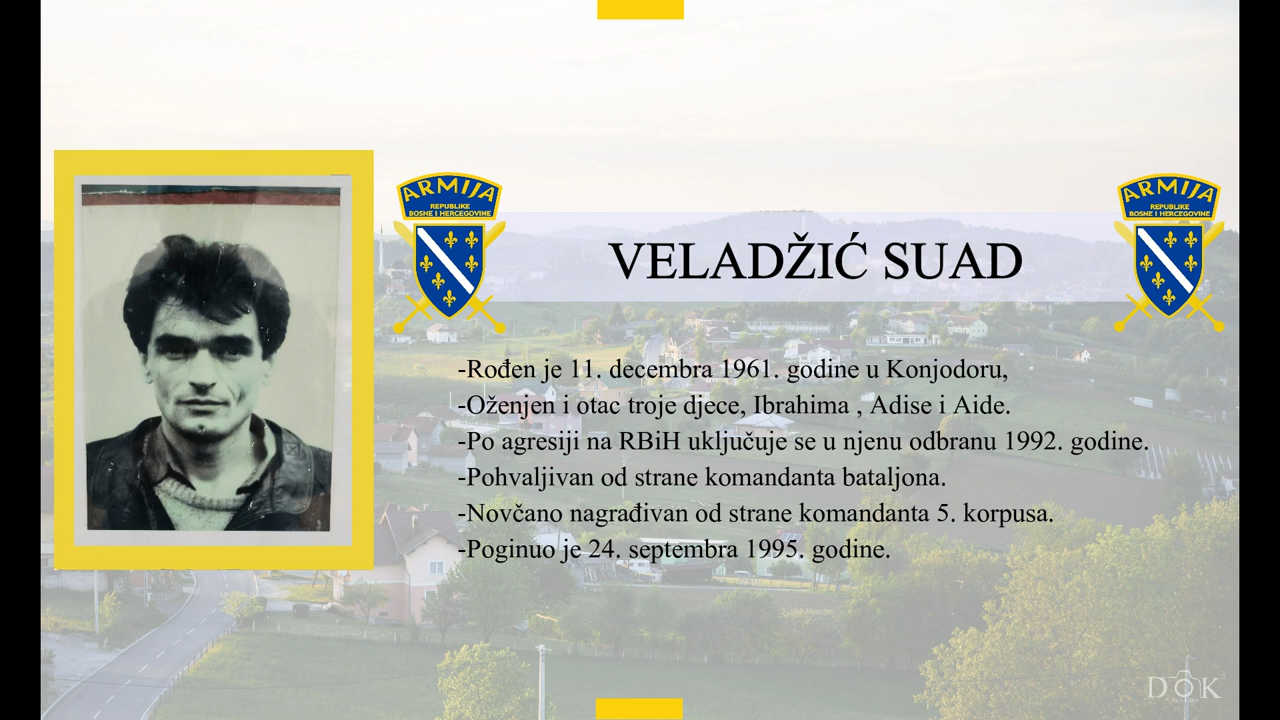 ARMIJA
REPUBLIKE
BOSNE I HERCEGOVINE
ARMIJA
REPUBLIKE
BOSNE I HERCEGOVINE
VELADŽIĆ SUAD
-Rođen je 11. decembra 1961. godine u Konjodoru,
-Oženjen i otac troje djece, Ibrahima , Adise i Aide.
-Po agresiji na RBiH uključuje se u njenu odbranu 1992. godine.
-Pohvaljivan od strane komandanta bataljona.
-Novčano nagrađivan od strane komandanta 5. korpusa.
-Poginuo je 24. septembra 1995. godine.
DOK